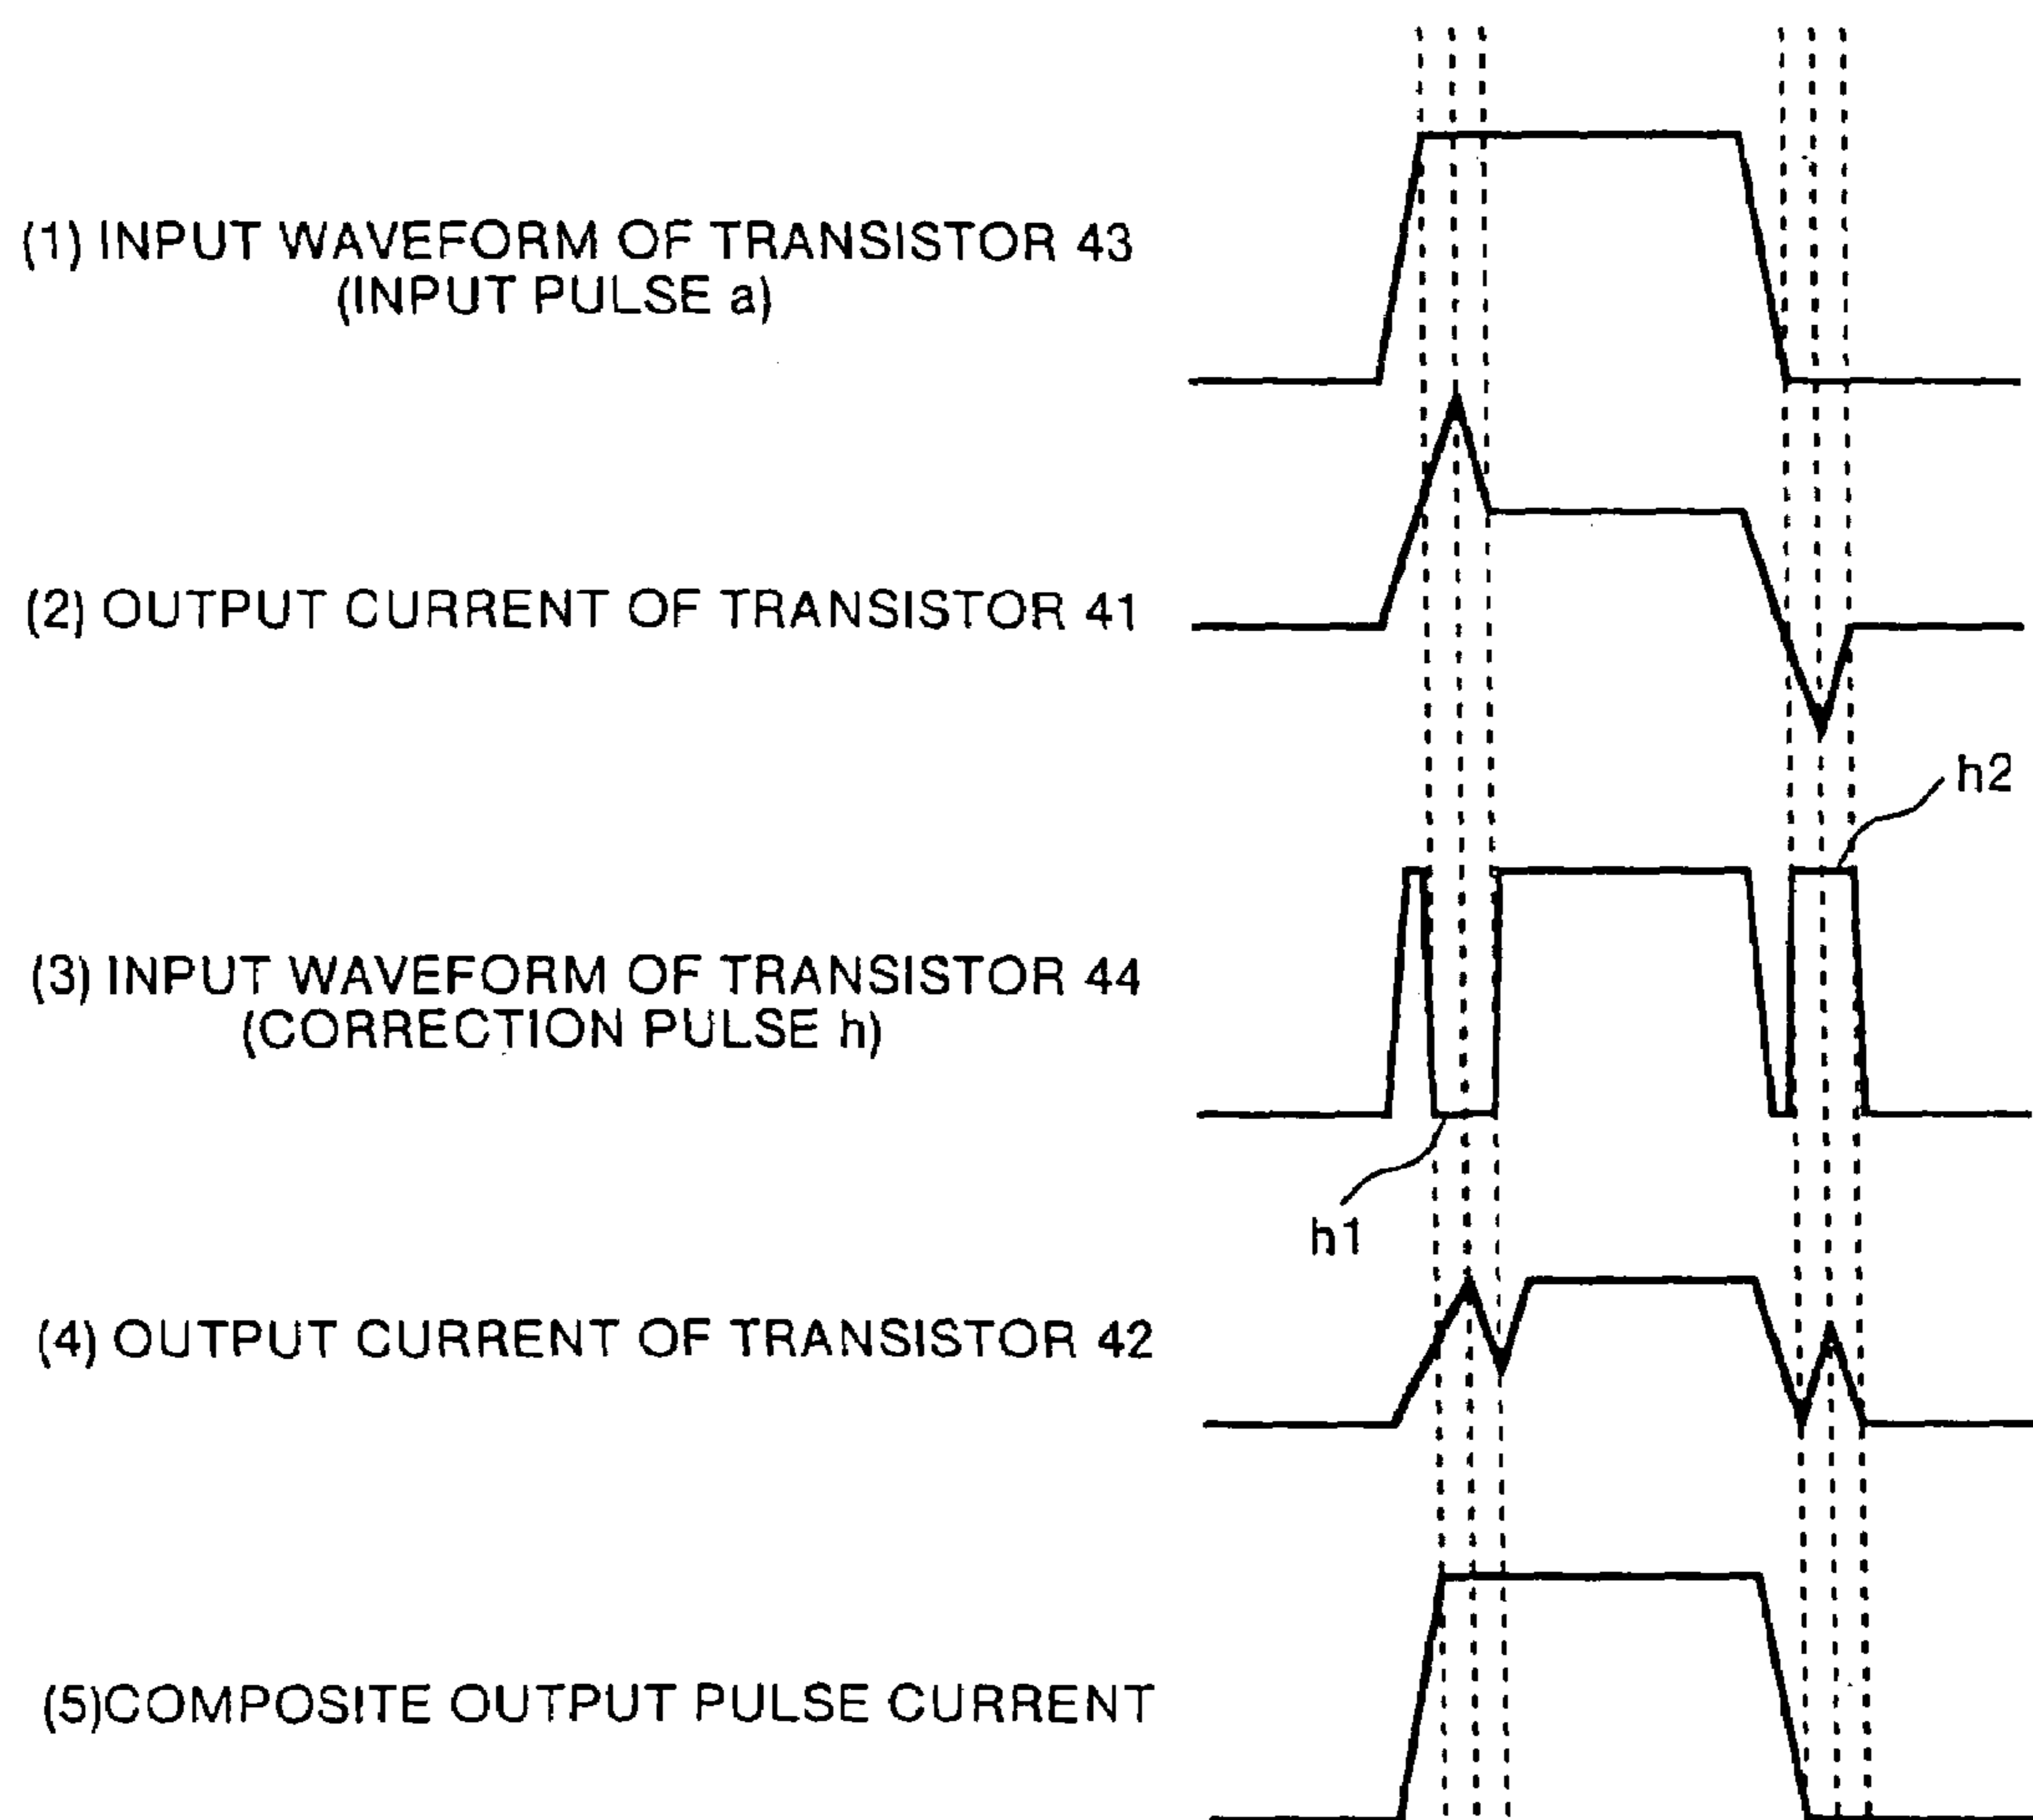 (1) INPUT WAVEFORM OF TRANSISTOR 43
(INPUT PULSE a)
(2) OUTPUT CURRENT OF TRANSISTOR 41
h2
(3) INPUT WAVEFORM OF TRANSISTOR 44
(CORRECTION PULSE h)
h1
(4) OUTPUT CURRENT OF TRANSISTOR 42
(5)COMPOSITE OUTPUT PULSE CURRENT